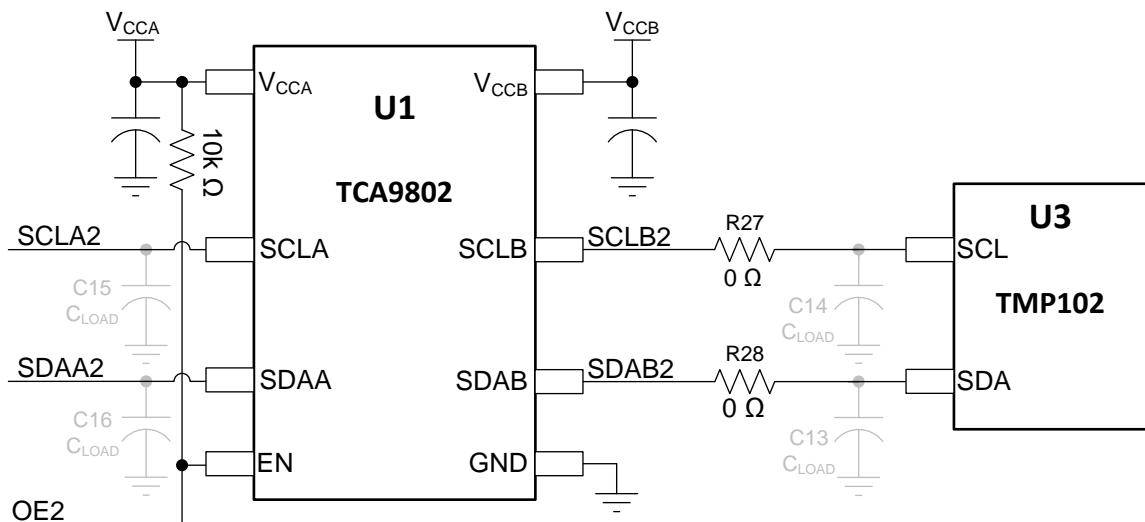 VCCA
VCCB
VCCA
VCCB
U1
10k Ω
TCA9802
U3
SCLA2
SCLA
SCLB
SCLB2
R27
0 Ω
SCL
C15
CLOAD
C14
CLOAD
TMP102
SDAA2
SDAA
SDAB
SDAB2
R28
0 Ω
SDA
C16
CLOAD
C13
CLOAD
EN
GND
OE2